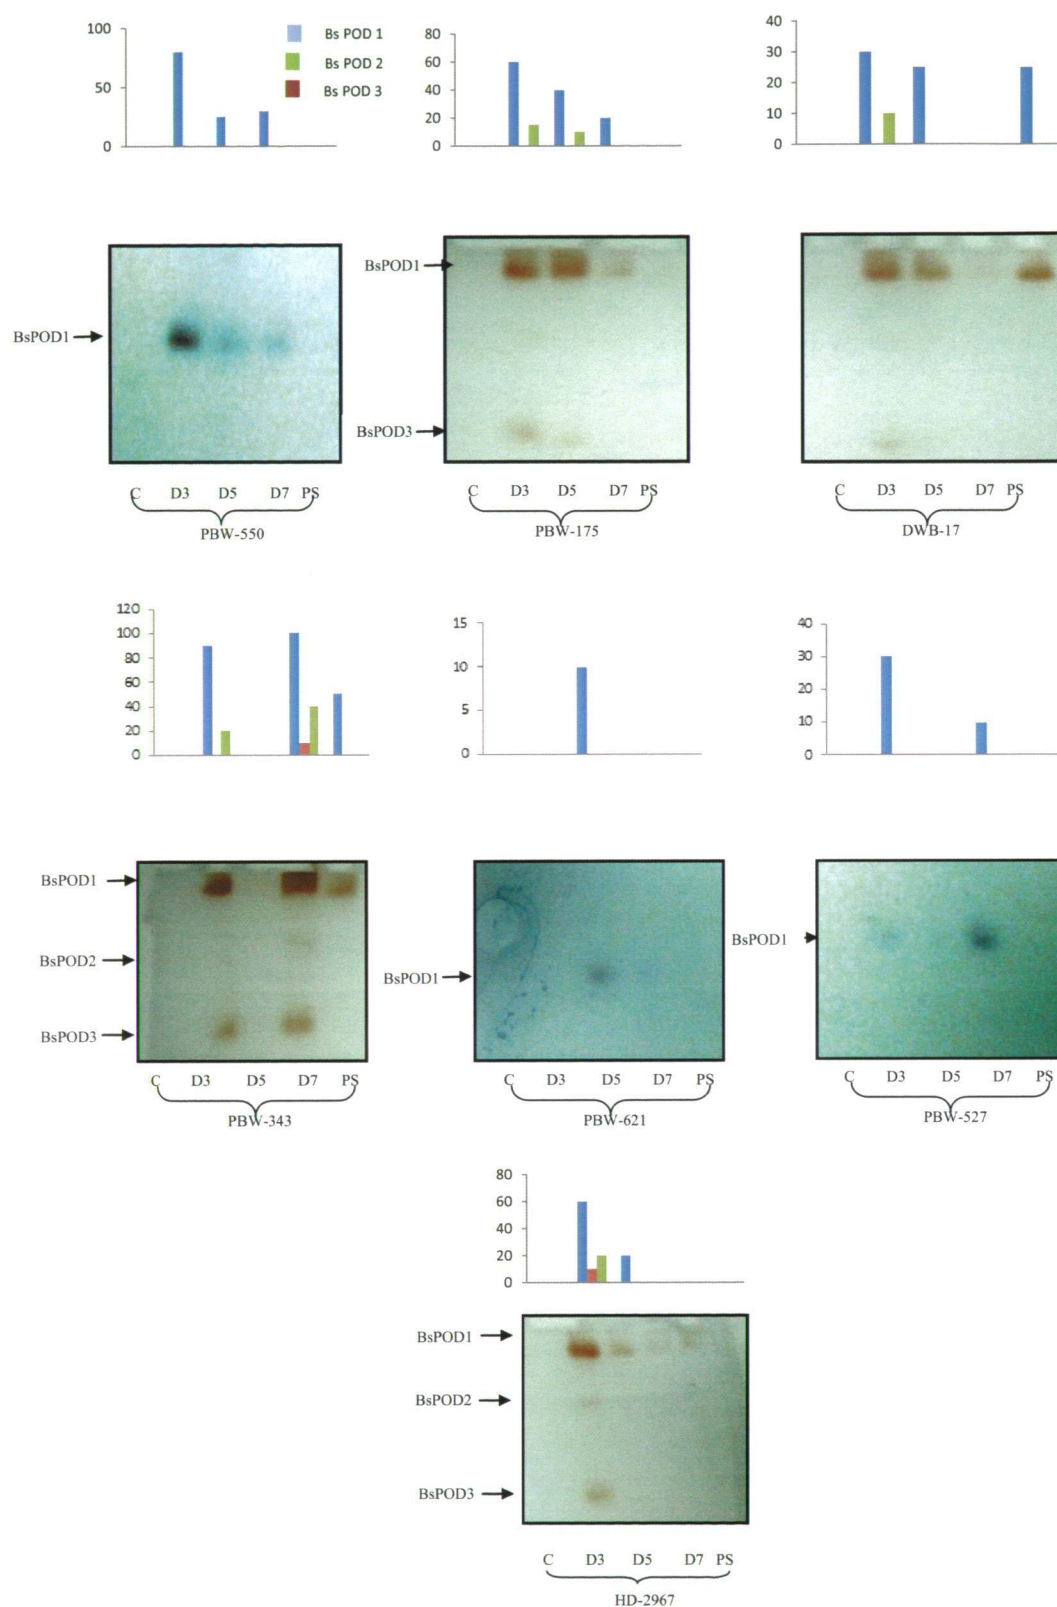 100
50
0
Bs POD 1
Bs POD 2
Bs POD 3
80
60
40
20
0
40
30
20
10
0
BsPOD1
BsPOD1
BsPOD3
C D3 D5 D7 PS
PBW-550
C D3 D5 D7 PS
PBW-175
C D3 D5 D7 PS
DWB-17
120
100
80
60
40
20
0
15
10
5
0
40
30
20
10
0
BsPOD1
BsPOD2
BsPOD3
BsPOD1
BsPOD1
C D3 D5 D7 PS
PBW-343
C D3 D5 D7 PS
PBW-621
C D3 D5 D7 PS
PBW-527
80
60
40
20
0
BsPOD1
BsPOD2
BsPOD3
C D3 D5 D7 PS
HD-2967